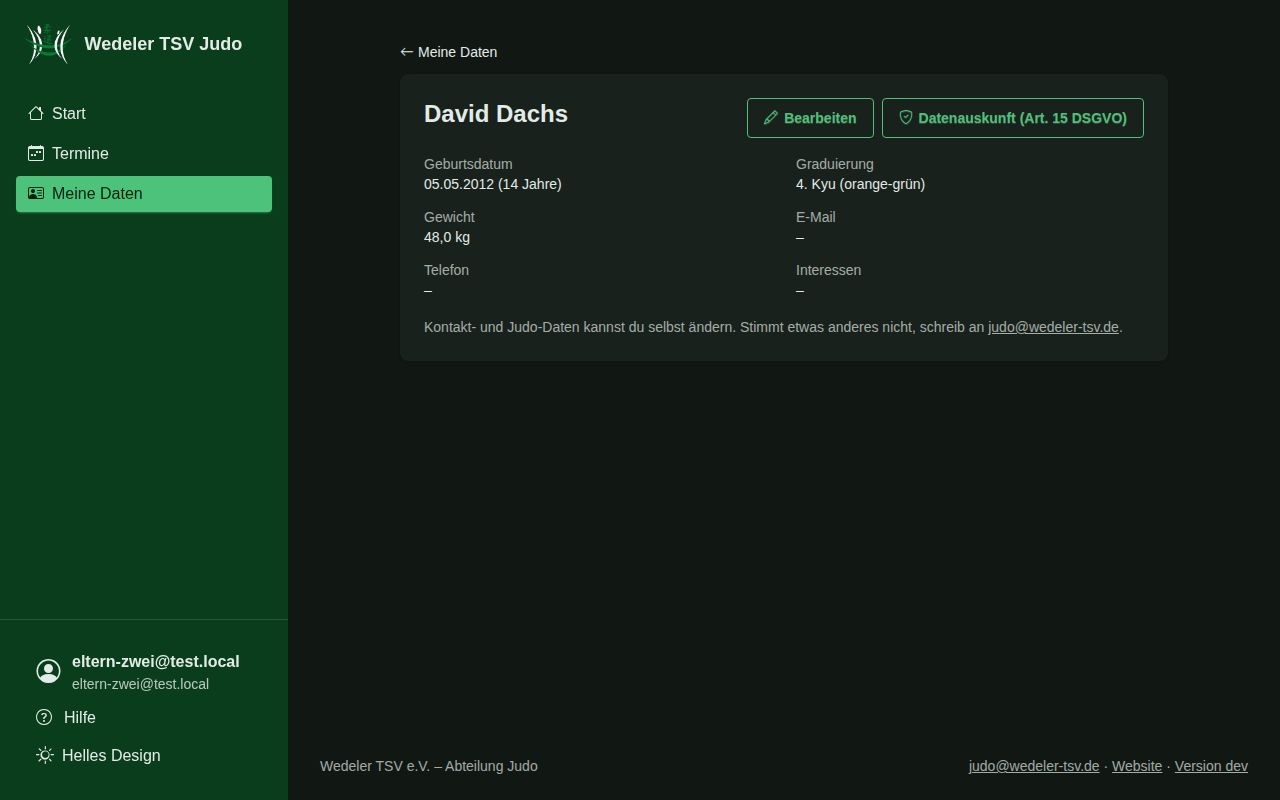 Wedeler TSV Judo
Start
Termine
Meine Daten
eltern-zwei@test.local
eltern-zwei@test.local
Hilfe
Helles Design
← Meine Daten
David Dachs
Bearbeiten
Datenauskunft (Art. 15 DSGVO)
Geburtsdatum
05.05.2012 (14 Jahre)
Graduierung
4. Kyu (orange-grün)
Gewicht
48,0 kg
E-Mail
–
Telefon
–
Interessen
–
Kontakt- und Judo-Daten kannst du selbst ändern. Stimmt etwas anderes nicht, schreib an judo@wedeler-tsv.de.
Wedeler TSV e.V. – Abteilung Judo
judo@wedeler-tsv.de · Website · Version dev